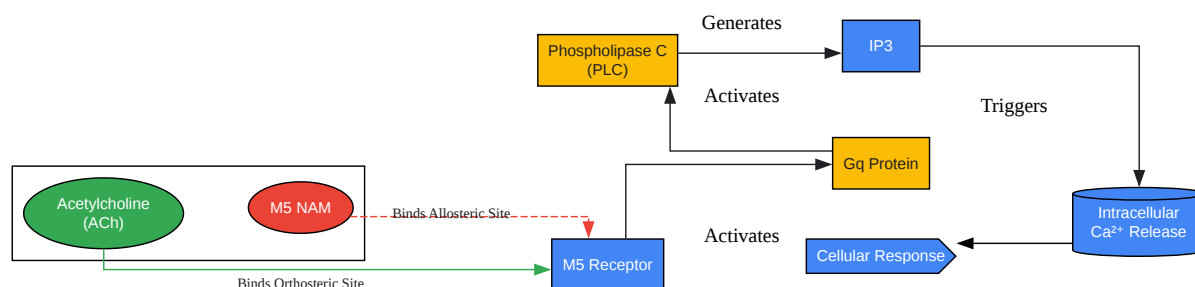 Generates
Phospholipase C
(PLC)
IP3
Activates
Triggers
Gq Protein
Acetylcholine
(ACh)
M5 NAM
Binds Allosteric Site
Intracellular
Ca²⁺ Release
Activates
Cellular Response
M5 Receptor
Binds Orthosteric Site